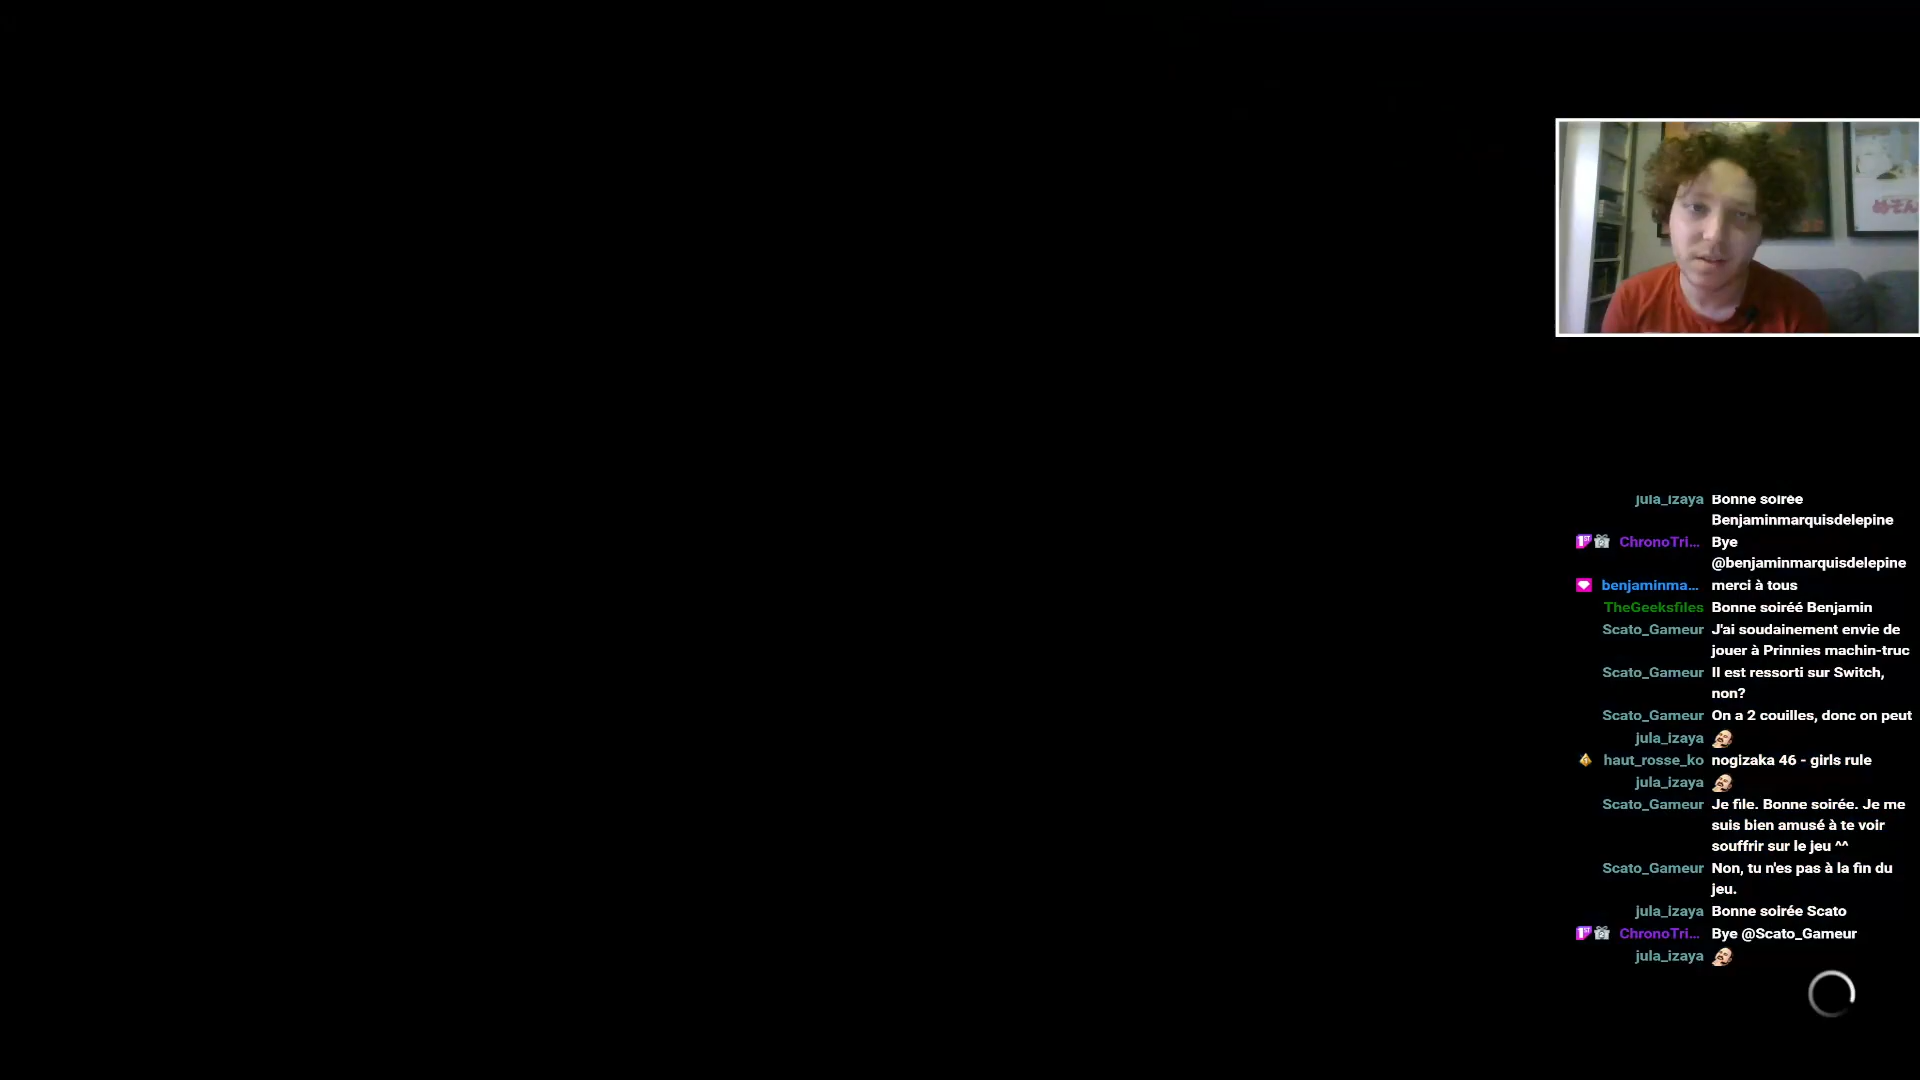 めぞん
jula_izaya Bonne soirée
Benjaminmarquisdelepine
ChronoTri... Bye
@benjaminmarquisdelepine
benjaminma... merci à tous
TheGeeksfiles Bonne soiréé Benjamin
Scato_Gameur J'ai soudainement envie de
jouer à Prinnies machin-truc
Scato_Gameur Il est ressorti sur Switch,
non?
Scato_Gameur On a 2 couilles, donc on peut
jula_izaya
haut_rosse_ko nogizaka 46 - girls rule
jula_izaya
Scato_Gameur Je file. Bonne soirée. Je me
suis bien amusé à te voir
souffrir sur le jeu ^^
Scato_Gameur Non, tu n'es pas à la fin du
jeu.
jula_izaya Bonne soirée Scato
ChronoTri... Bye @Scato_Gameur
jula_izaya